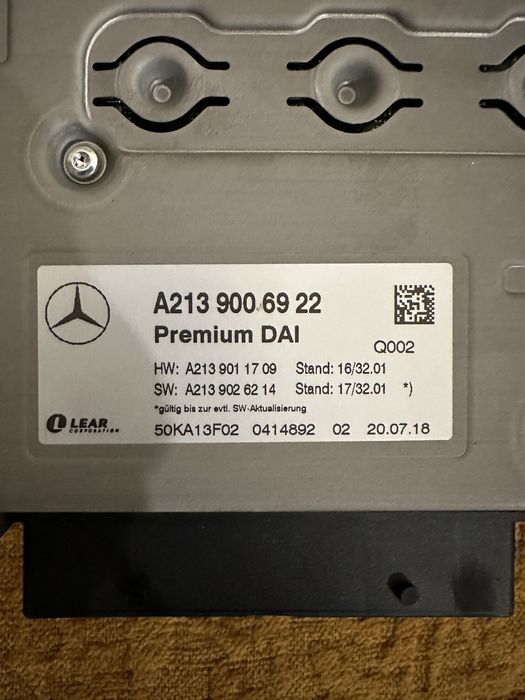 A213 900 69 22
Premium DAI
Q002
HW: A213 901 17 09 Stand: 16/32.01
SW: A213 902 62 14 Stand: 17/32.01 *)
*gültig bis zur evtl. SW-Aktualisierung
LEAR
CORPORATION
50KA13F02 0414892 02 20.07.18